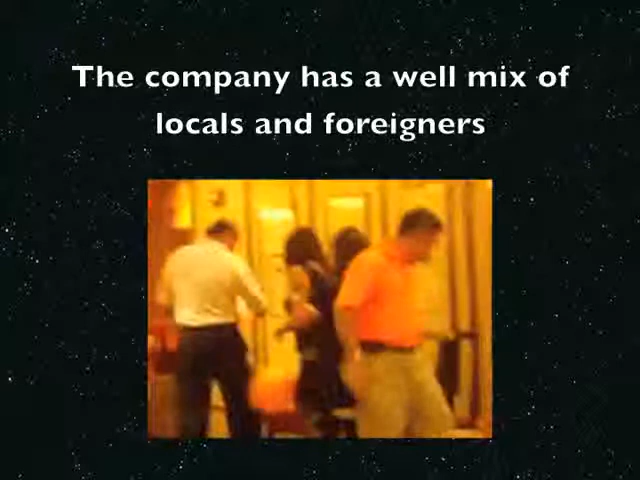 The company has a well mix of
locals and foreigners